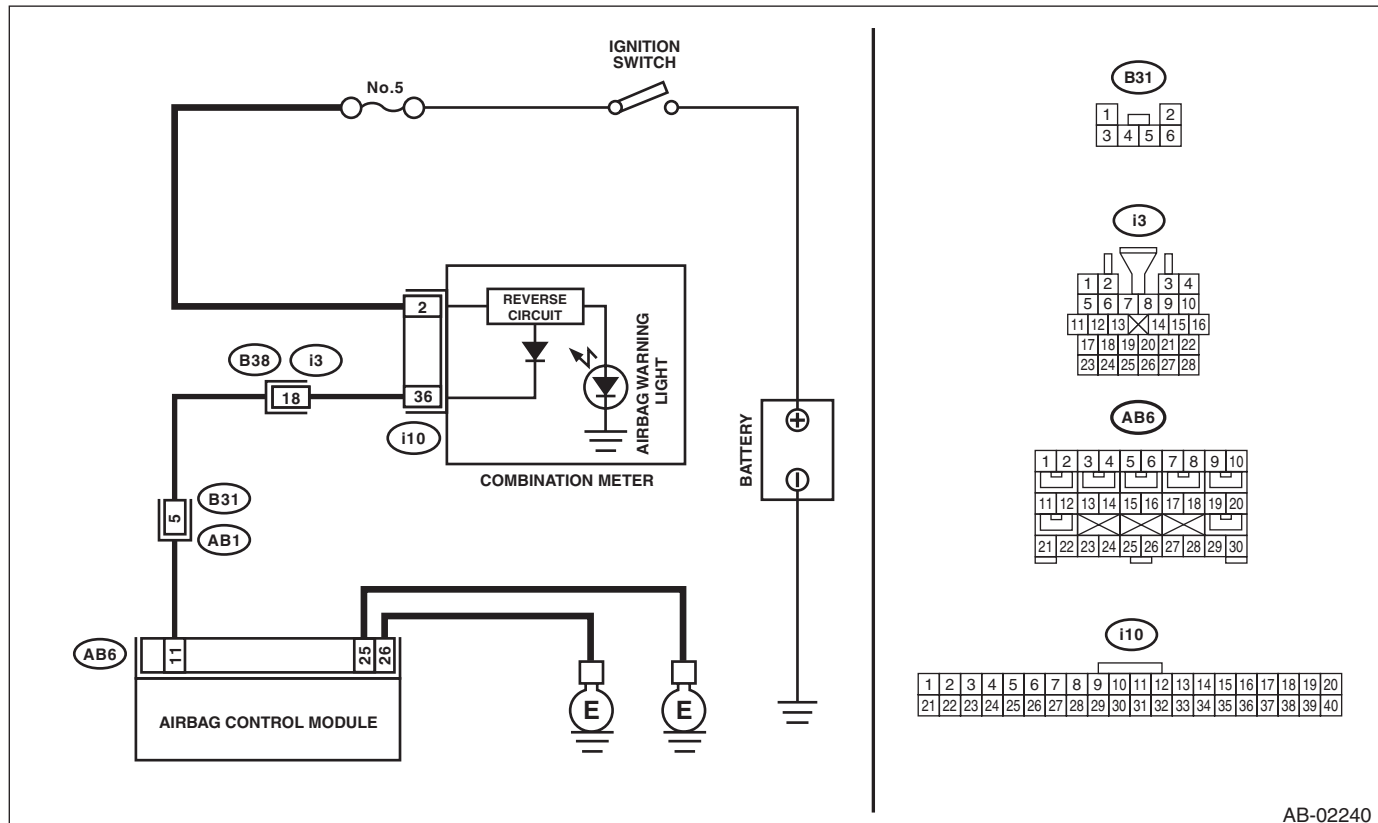 IGNITION
SWITCH
No.5
2
REVERSE
CIRCUIT
AIRBAG WARNING
LIGHT
B38 i3
18
36
i10
COMBINATION METER
BATTERY
B31
5
AB1
AB6
11
25
26
E E
AIRBAG CONTROL MODULE
B31
1 2
3 4 5 6
i3
1 2 3 4
5 6 7 8 9 10
11 12 13 14 15 16
17 18 19 20 21 22
23 24 25 26 27 28
AB6
1 2 3 4 5 6 7 8 9 10
11 12 13 14 15 16 17 18 19 20
21 22 23 24 25 26 27 28 29 30
i10
1 2 3 4 5 6 7 8 9 10 11 12 13 14 15 16 17 18 19 20
21 22 23 24 25 26 27 28 29 30 31 32 33 34 35 36 37 38 39 40
AB-02240